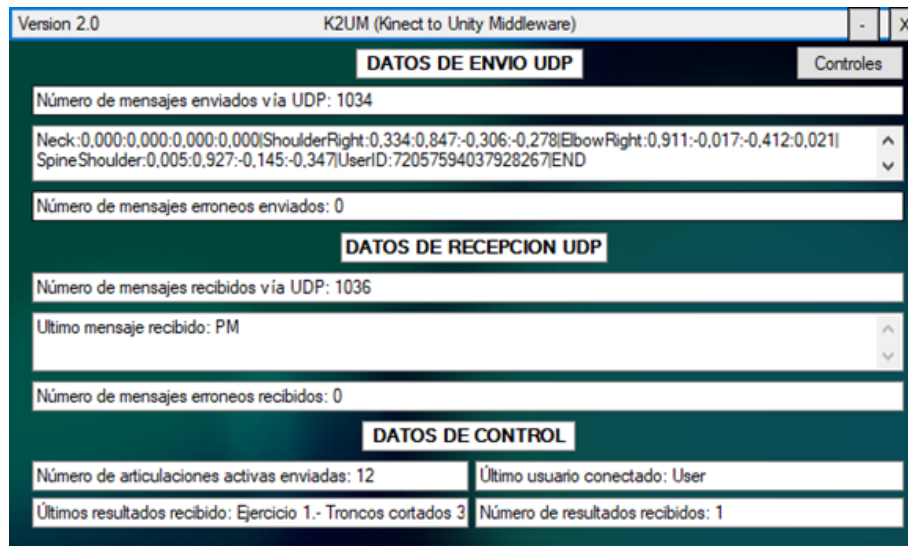 Version 2.0
K2UM (Kinect to Unity Middleware)
- X
DATOS DE ENVIO UDP
Controles
Número de mensajes enviados vía UDP: 1034
Neck:0,000:0,000:0,000:0,000|ShoulderRight:0,334:0,847:-0,306:-0,278|ElbowRight:0,911:-0,017:-0,412:0,021|
SpineShoulder:0,005:0,927:-0,145:-0,347|UserID:72057594037928267|END
Número de mensajes erroneos enviados: 0
DATOS DE RECEPCION UDP
Número de mensajes recibidos vía UDP: 1036
Ultimo mensaje recibido: PM
Número de mensajes erroneos recibidos: 0
DATOS DE CONTROL
Número de articulaciones activas enviadas: 12
Último usuario conectado: User
Últimos resultados recibido: Ejercicio 1.- Troncos cortados 3
Número de resultados recibidos: 1